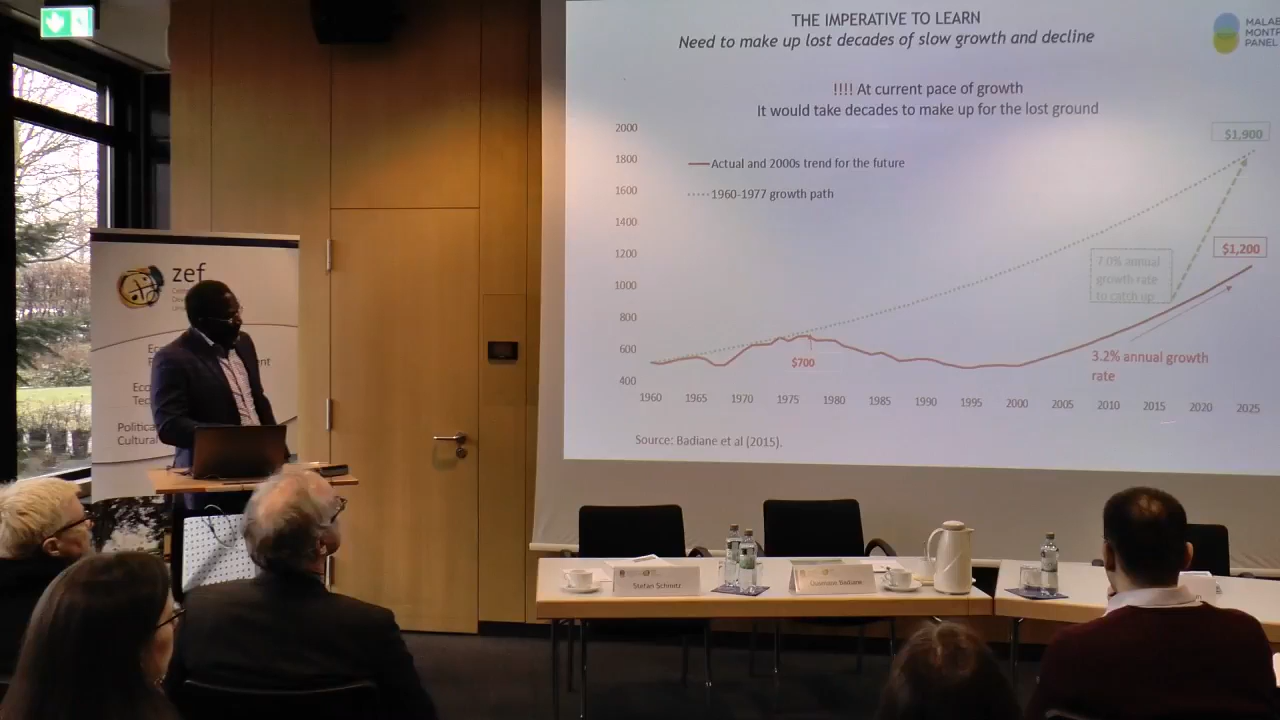 THE IMPERATIVE TO LEARN
Need to make up lost decades of slow growth and decline
!!!! At current pace of growth
It would take decades to make up for the lost ground
2000
1800
1600
1400
1200
1000
800
600
400
Actual and 2000s trend for the future
1960-1977 growth path
$1,900
$1,200
7.0% annual
growth rate
to catch up
$700
3.2% annual growth
rate
1960 1965 1970 1975 1980 1985 1990 1995 2000 2005 2010 2015 2020 2025
Source: Badiane et al (2015).
PANEL
zef
Political
Cultural
Stefan Schmitz
Ousmane Badiane